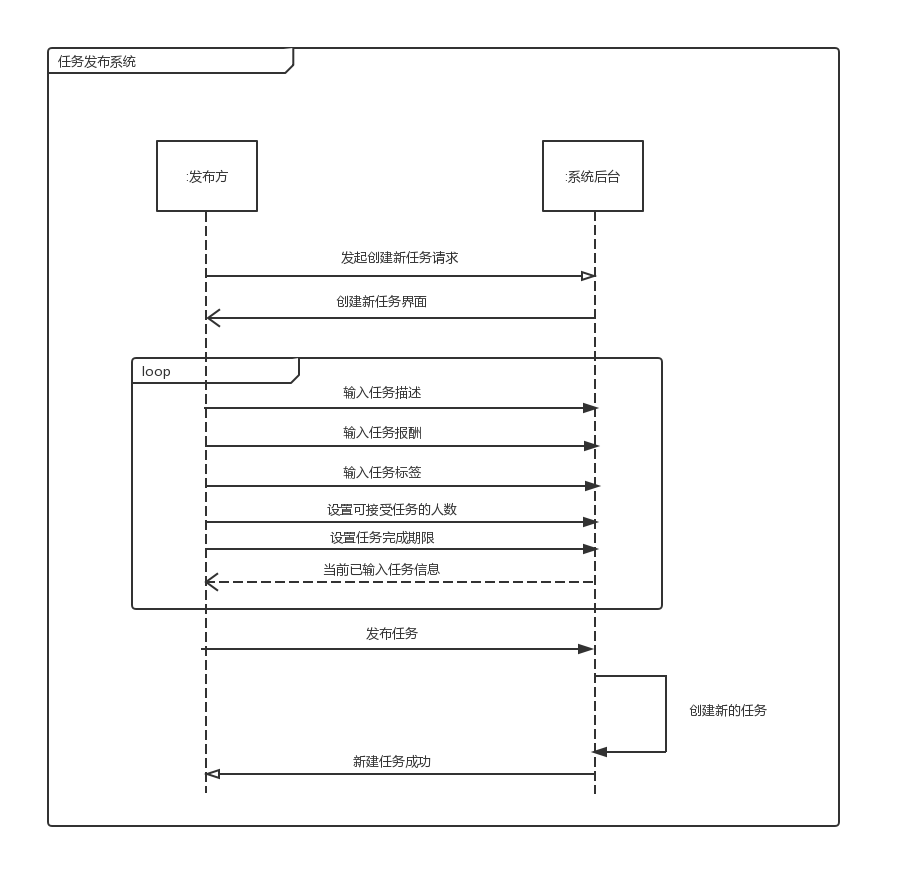 任务发布系统
:发布方
:系统后台
发起创建新任务请求
创建新任务界面
loop
输入任务描述
输入任务报酬
输入任务标签
设置可接受任务的人数
设置任务完成期限
当前已输入任务信息
发布任务
创建新的任务
新建任务成功